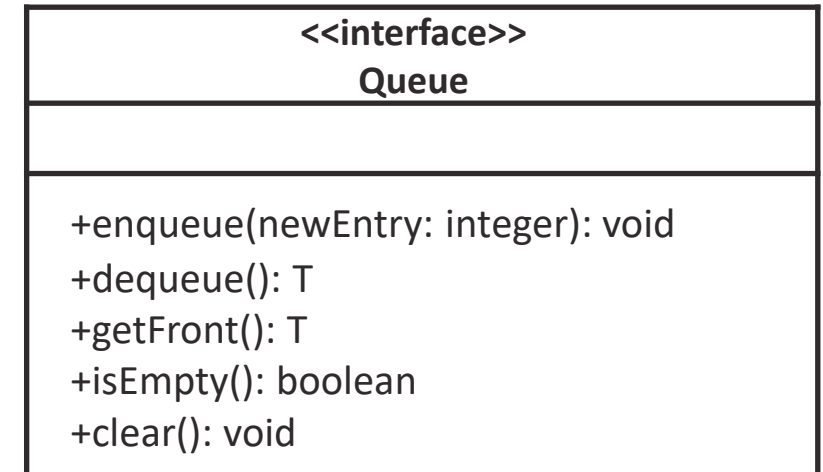 <<interface>>
Queue
+enqueue(newEntry: integer): void
+dequeue(): T
+getFront(): T
+isEmpty(): boolean
+clear(): void